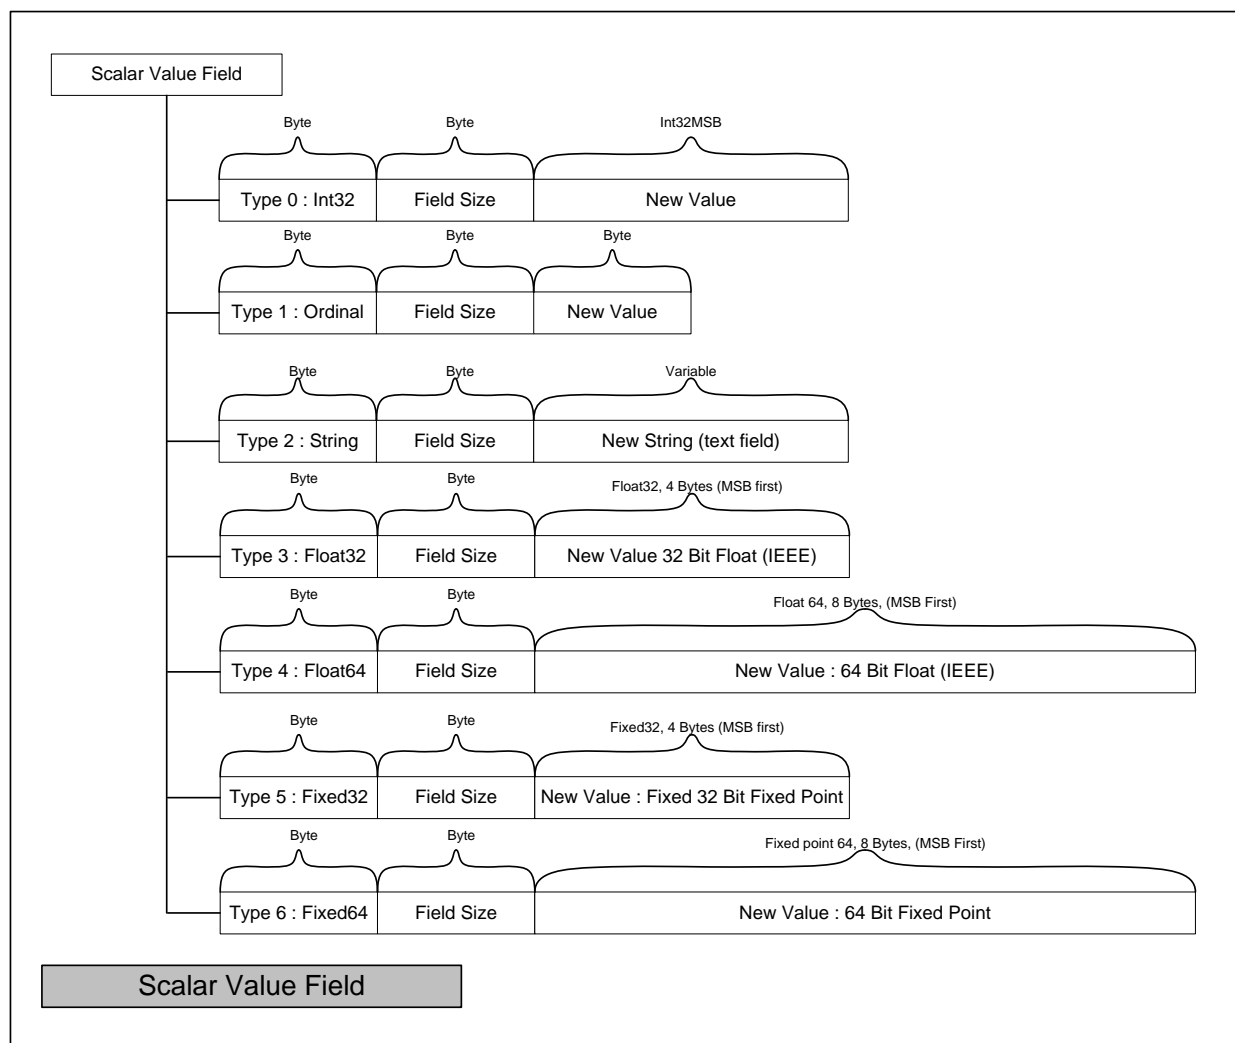 Scalar Value Field
Byte Byte Int32MSB
Type 0 : Int32 Field Size New Value
Byte Byte Byte
Type 1 : Ordinal Field Size New Value
Byte Byte Variable
Type 2 : String Field Size New String (text field)
Byte Byte Float32, 4 Bytes (MSB first)
Type 3 : Float32 Field Size New Value 32 Bit Float (IEEE)
Byte Byte Float 64, 8 Bytes, (MSB First)
Type 4 : Float64 Field Size New Value : 64 Bit Float (IEEE)
Byte Byte Fixed32, 4 Bytes (MSB first)
Type 5 : Fixed32 Field Size New Value : Fixed 32 Bit Fixed Point
Byte Byte Fixed point 64, 8 Bytes, (MSB First)
Type 6 : Fixed64 Field Size New Value : 64 Bit Fixed Point
Scalar Value Field